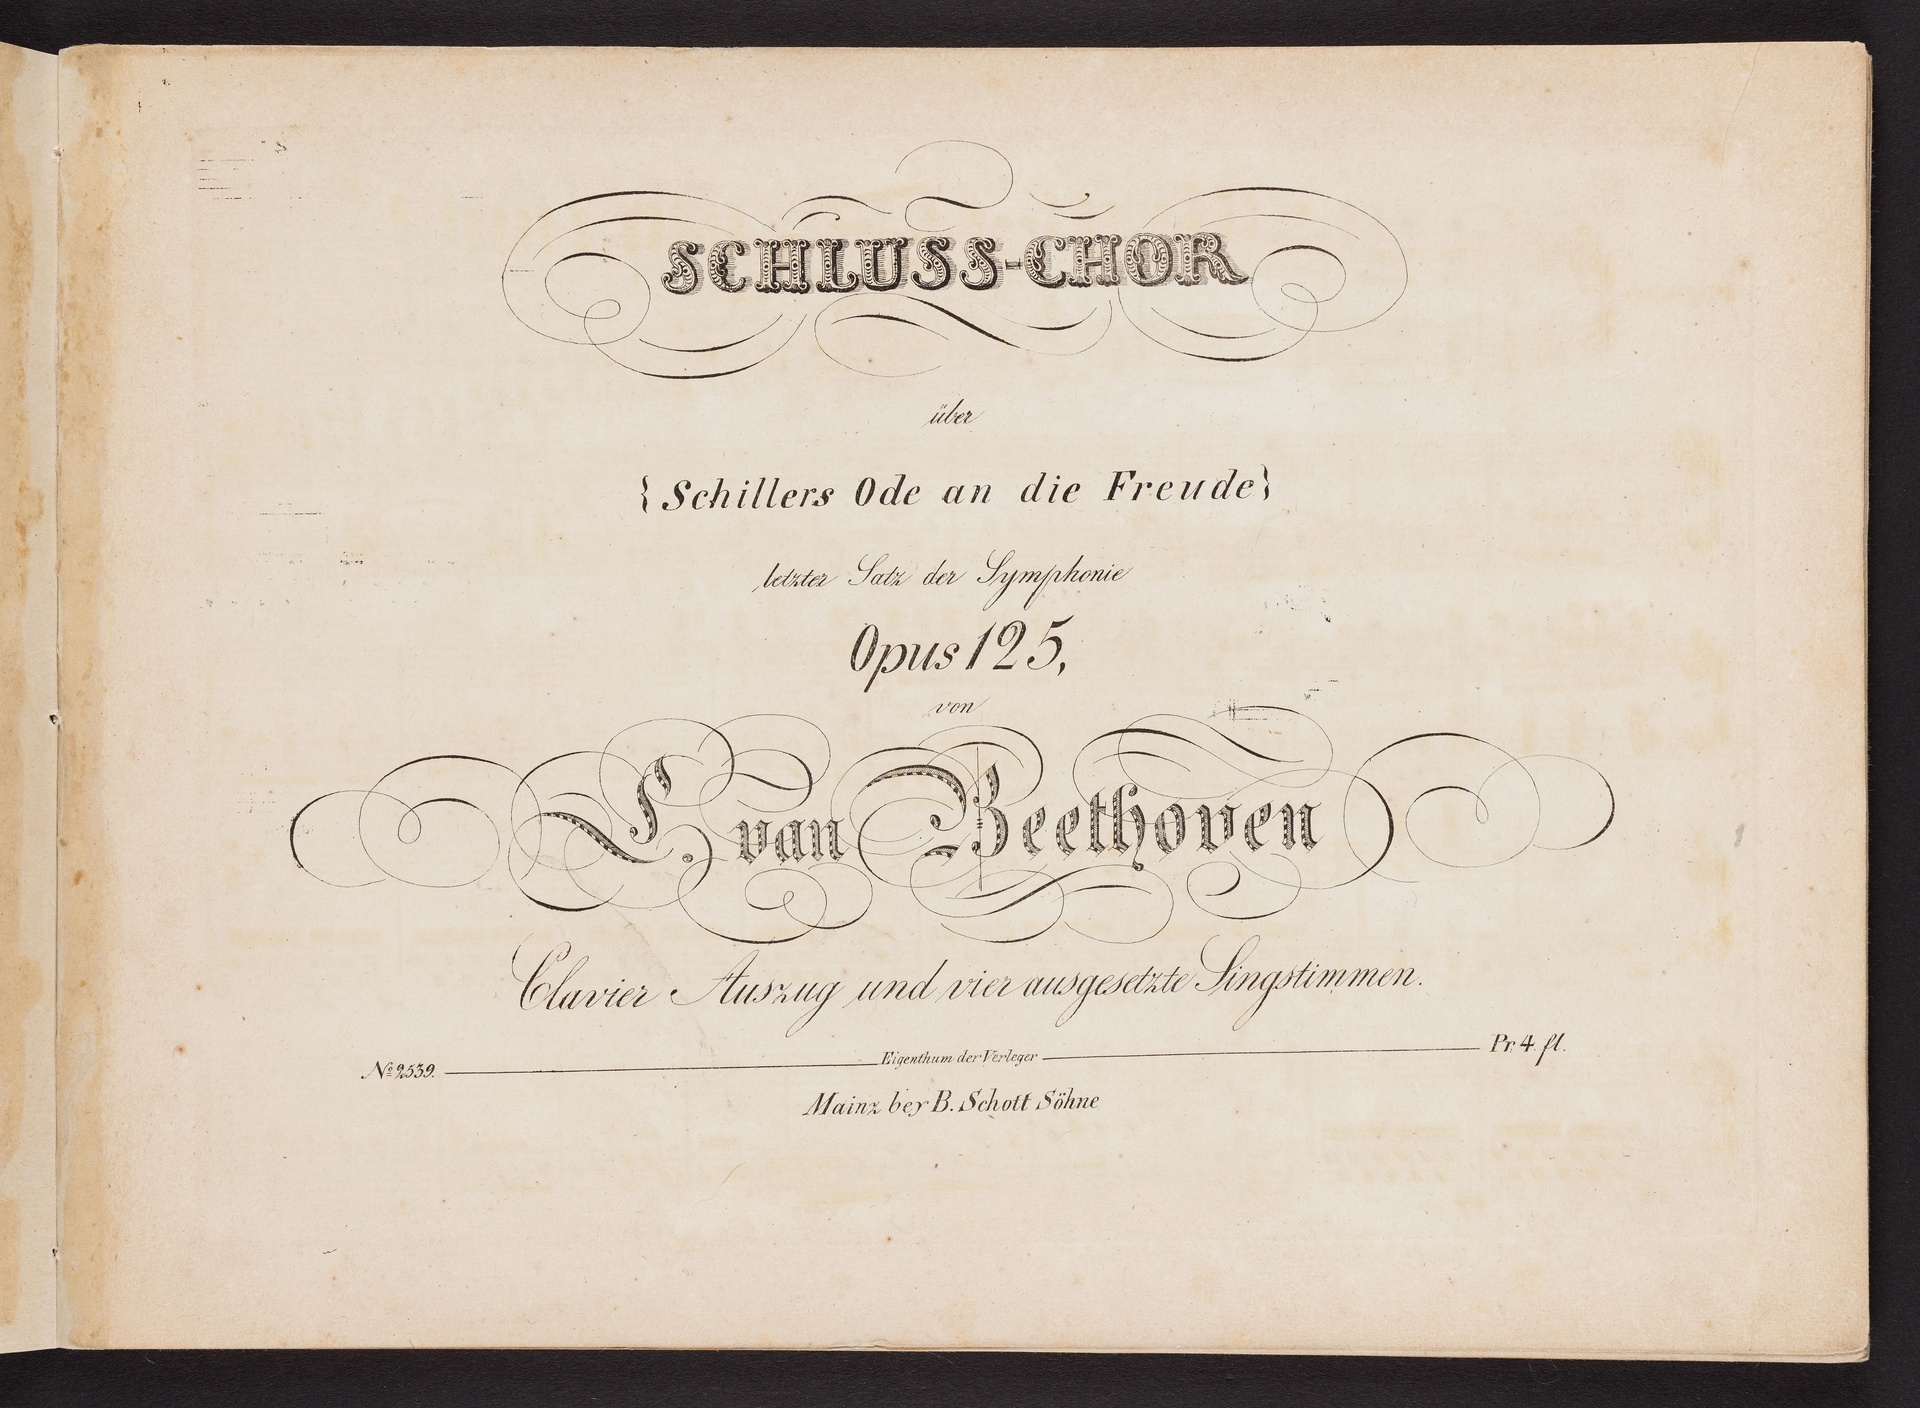 SCHLUSS-CHOR
über
{Schillers Ode an die Freude}
letzter Satz der Symphonie
Opus 125,
von
L. van Beethoven
Clavier Auszug und vier ausgesetzte Singstimmen.
No 2539. Eigenthum der Verleger Pr. 4. fl.
Mainz bey B. Schott Söhne